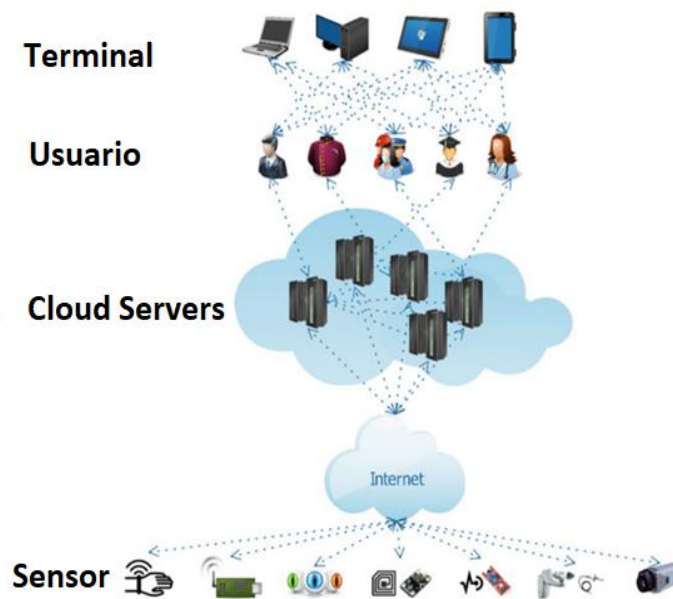 Terminal
Usuario
Cloud Servers
Internet
Sensor